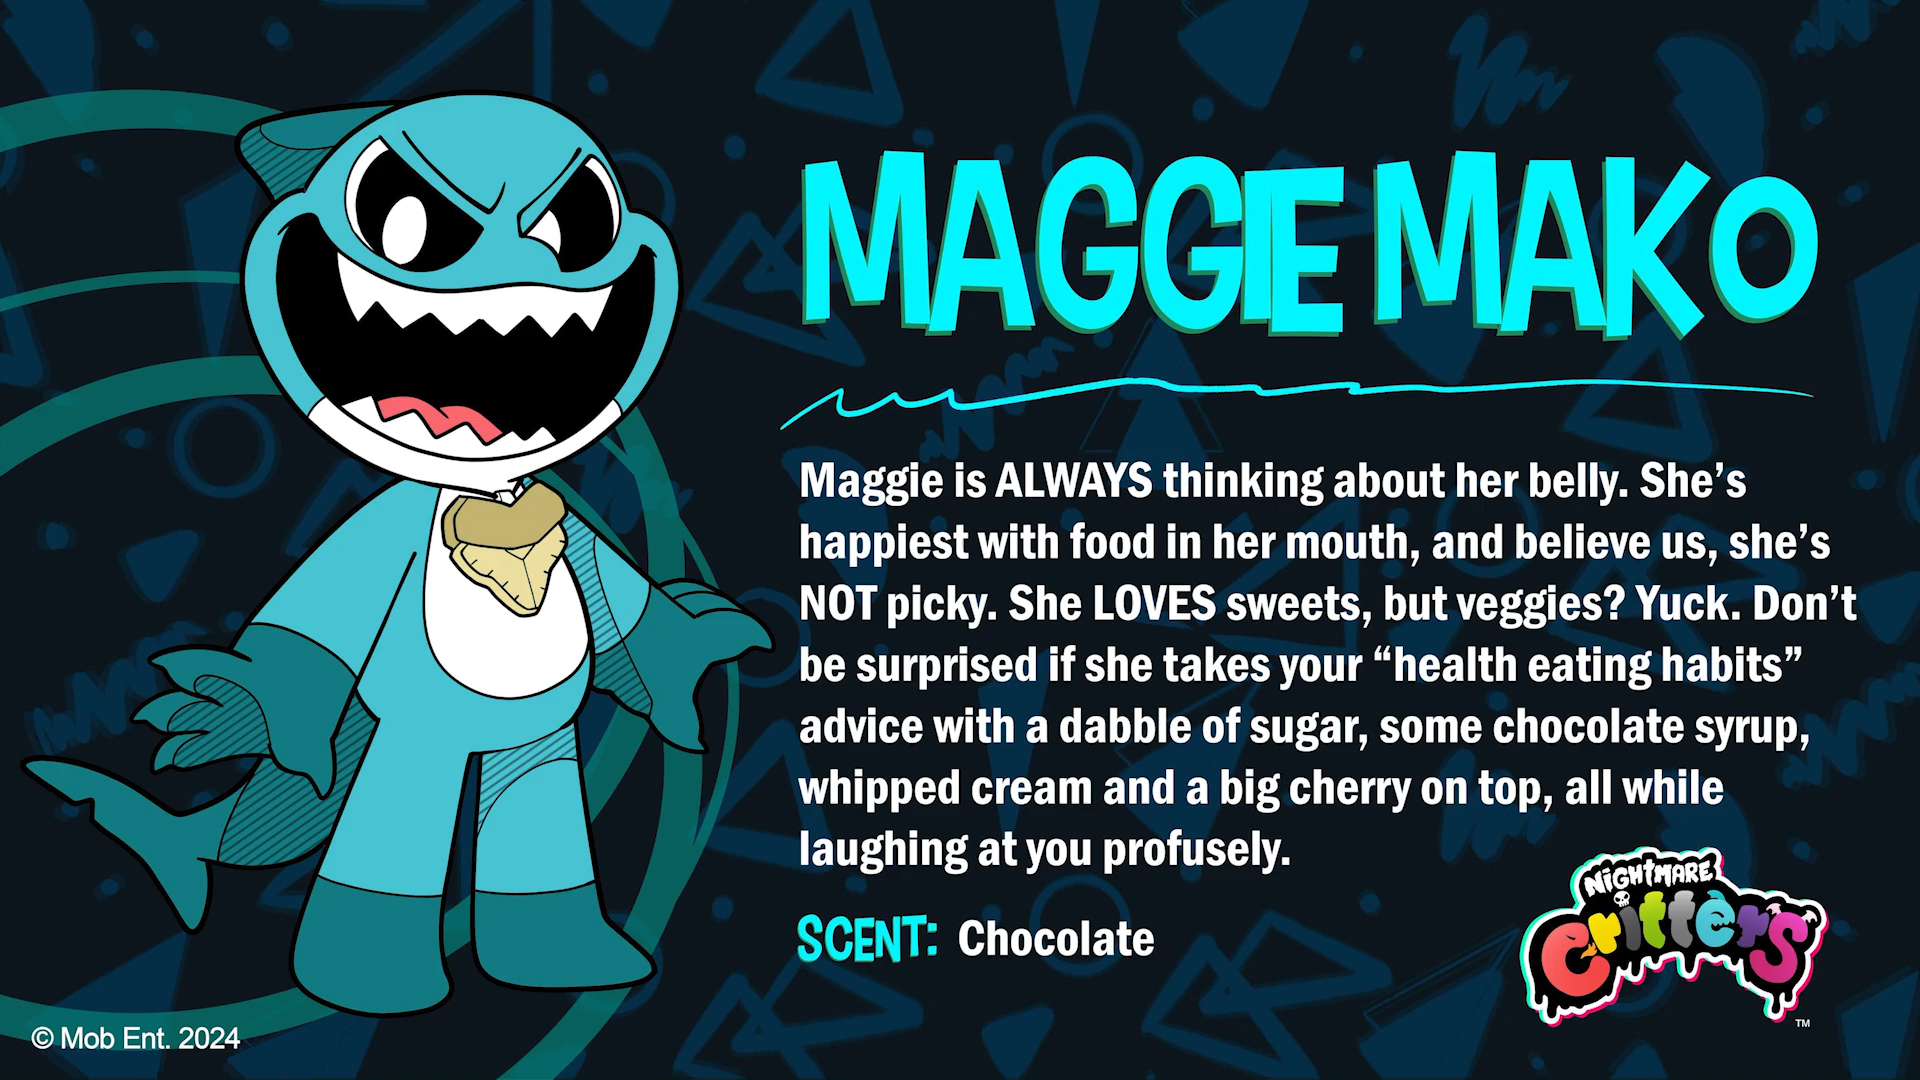 MAGGIE MAKO
Maggie is ALWAYS thinking about her belly. She’s
happiest with food in her mouth, and believe us, she’s
NOT picky. She LOVES sweets, but veggies? Yuck. Don’t
be surprised if she takes your “health eating habits”
advice with a dabble of sugar, some chocolate syrup,
whipped cream and a big cherry on top, all while
laughing at you profusely.
SCENT: Chocolate
NIGHTMARE
Critters
TM
© Mob Ent. 2024